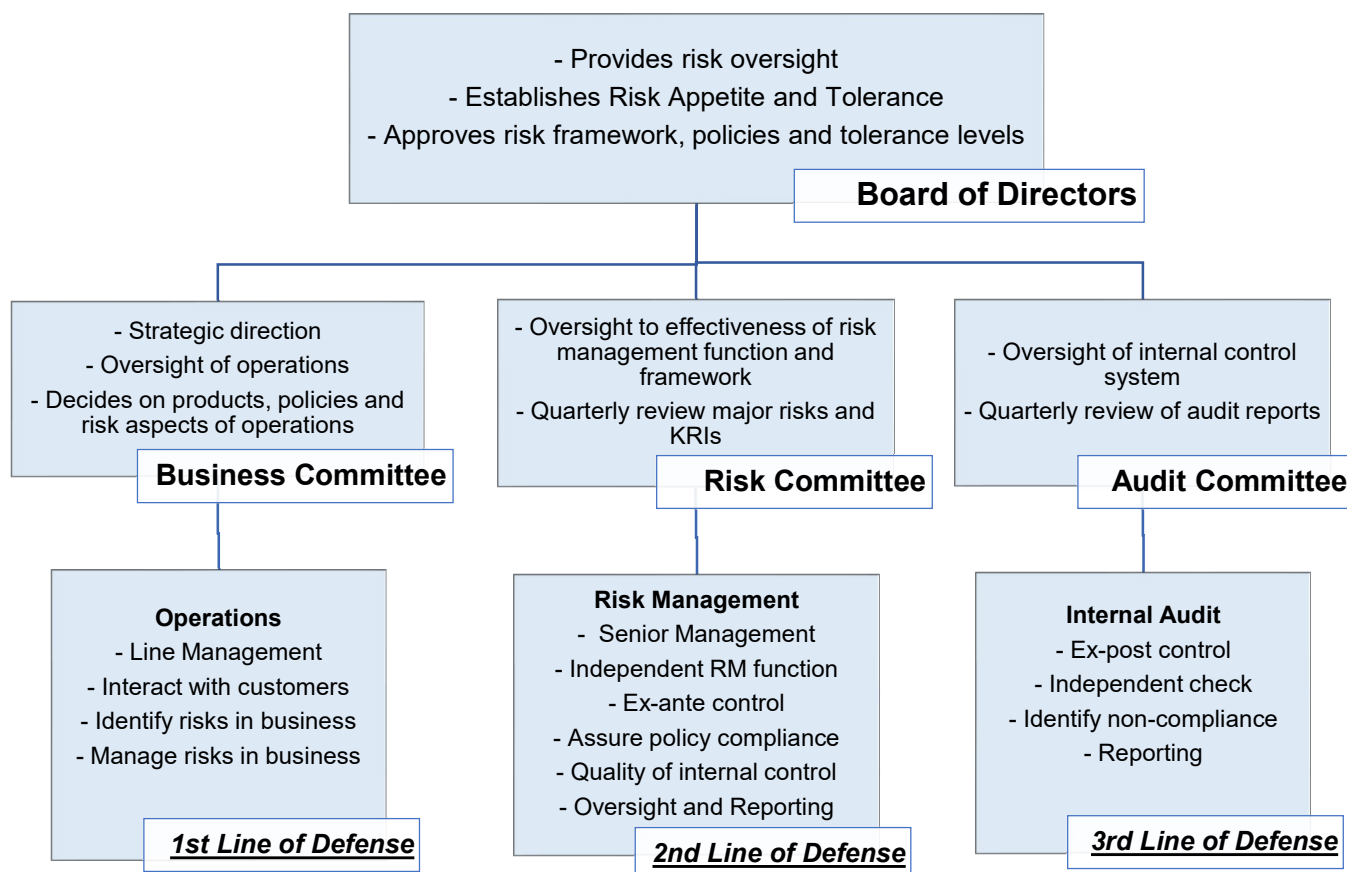 - Provides risk oversight
- Establishes Risk Appetite and Tolerance
- Approves risk framework, policies and tolerance levels
Board of Directors
- Strategic direction
- Oversight of operations
- Decides on products, policies and
risk aspects of operations
Business Committee
- Oversight to effectiveness of risk
management function and
framework
- Quarterly review major risks and
KRIs
Risk Committee
- Oversight of internal control
system
- Quarterly review of audit reports
Audit Committee
Operations
- Line Management
- Interact with customers
- Identify risks in business
- Manage risks in business
1st Line of Defense
Risk Management
- Senior Management
- Independent RM function
- Ex-ante control
- Assure policy compliance
- Quality of internal control
- Oversight and Reporting
2nd Line of Defense
Internal Audit
- Ex-post control
- Independent check
- Identify non-compliance
- Reporting
3rd Line of Defense